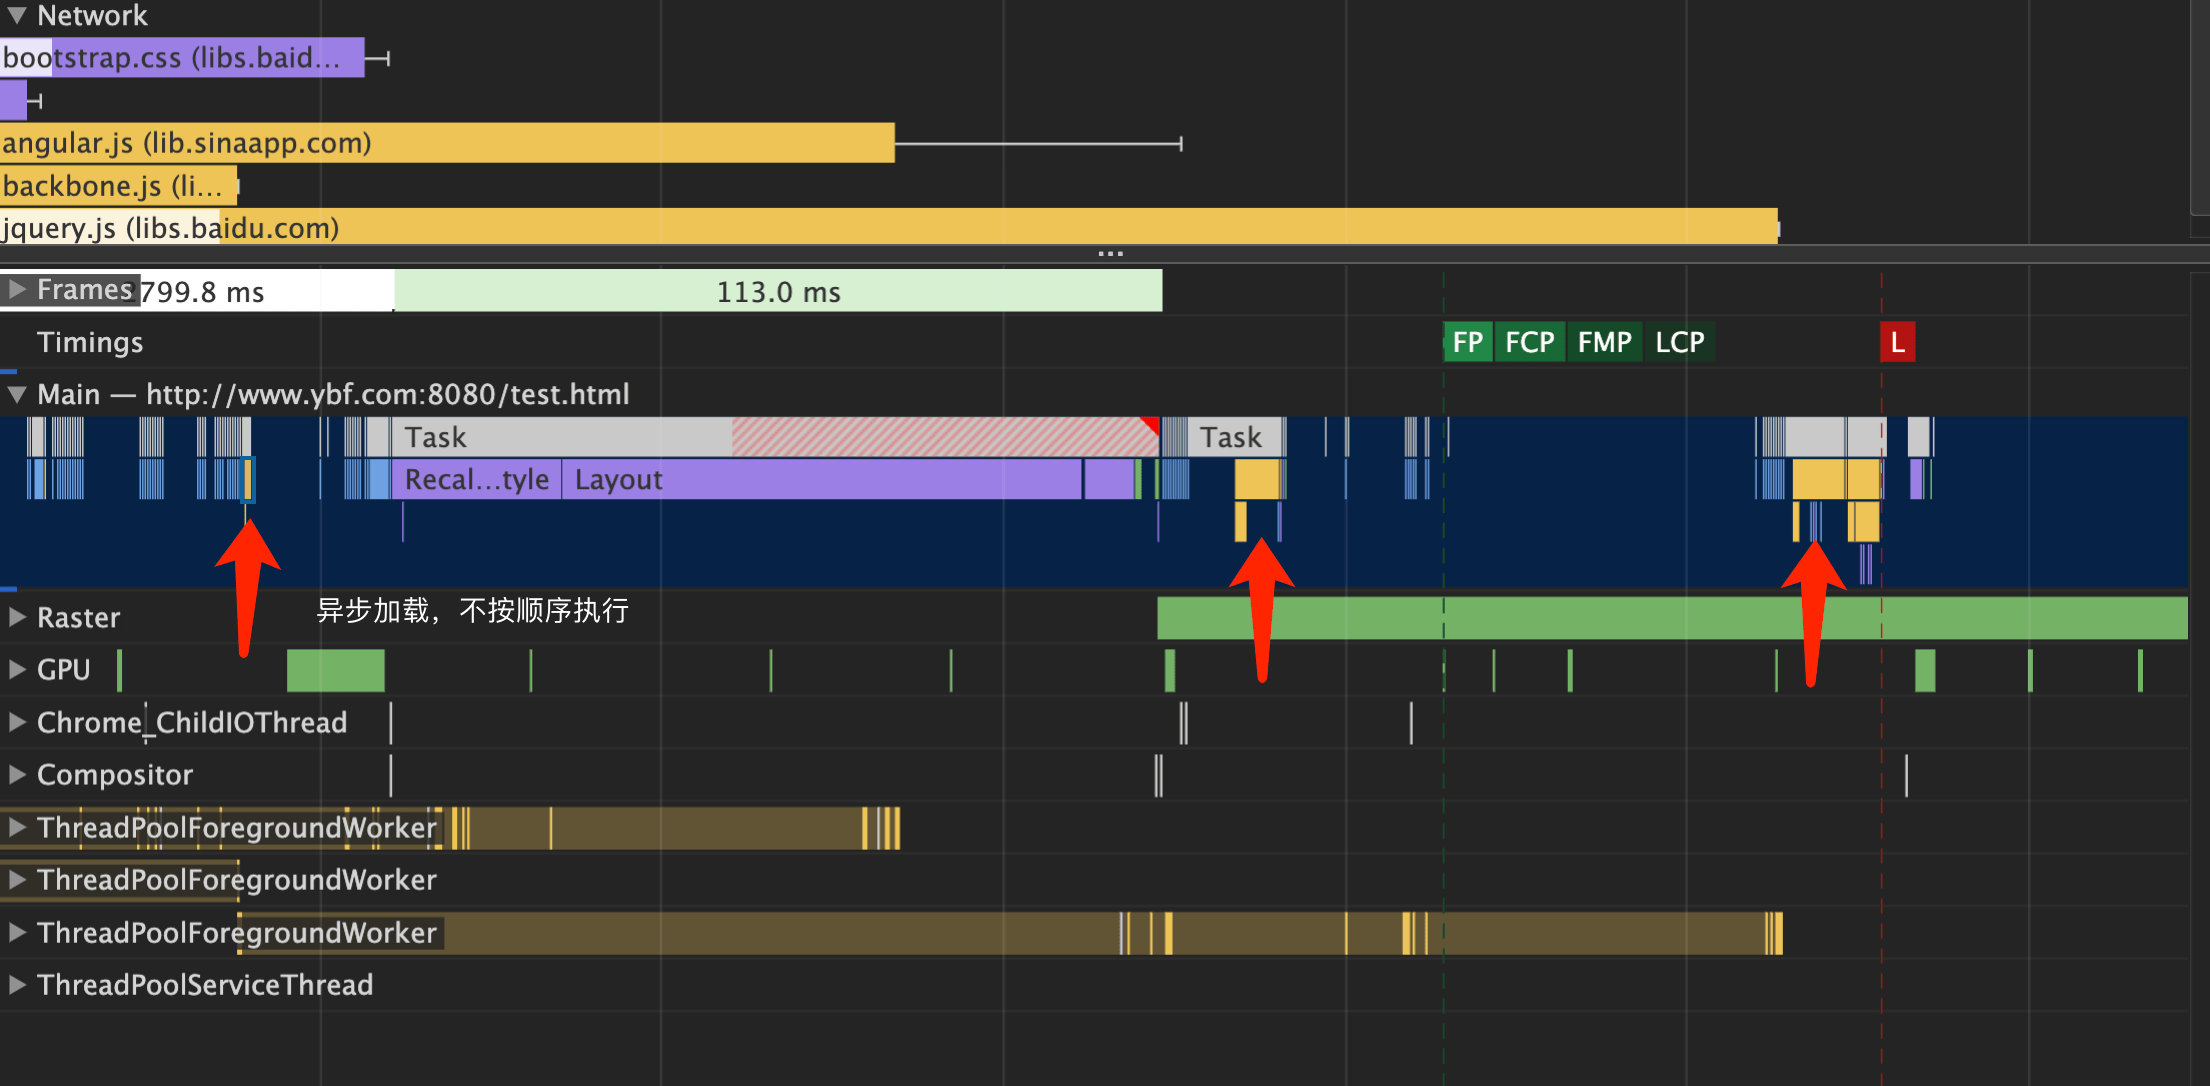 Network
bootstrap.css (libs.baid...
angular.js (lib.sinaapp.com)
backbone.js (li...
jquery.js (libs.baidu.com)
...
Frames 799.8 ms 113.0 ms
Timings FP FCP FMP LCP L
Main — http://www.ybf.com:8080/test.html
Task Task
Recal...tyle Layout
异步加载，不按顺序执行
Raster
GPU
Chrome_ChildIOThread
Compositor
ThreadPoolForegroundWorker
ThreadPoolForegroundWorker
ThreadPoolForegroundWorker
ThreadPoolServiceThread